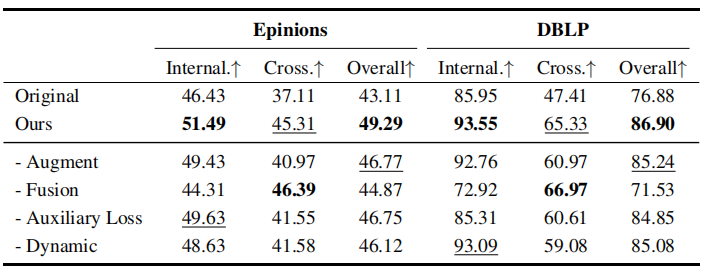 Epinions DBLP
Internal.↑ Cross.↑ Overall↑ Internal.↑ Cross.↑ Overall↑
Original 46.43 37.11 43.11 85.95 47.41 76.88
Ours 51.49 45.31 49.29 93.55 65.33 86.90
- Augment 49.43 40.97 46.77 92.76 60.97 85.24
- Fusion 44.31 46.39 44.87 72.92 66.97 71.53
- Auxiliary Loss 49.63 41.55 46.75 85.31 60.61 84.85
- Dynamic 48.63 41.58 46.12 93.09 59.08 85.08